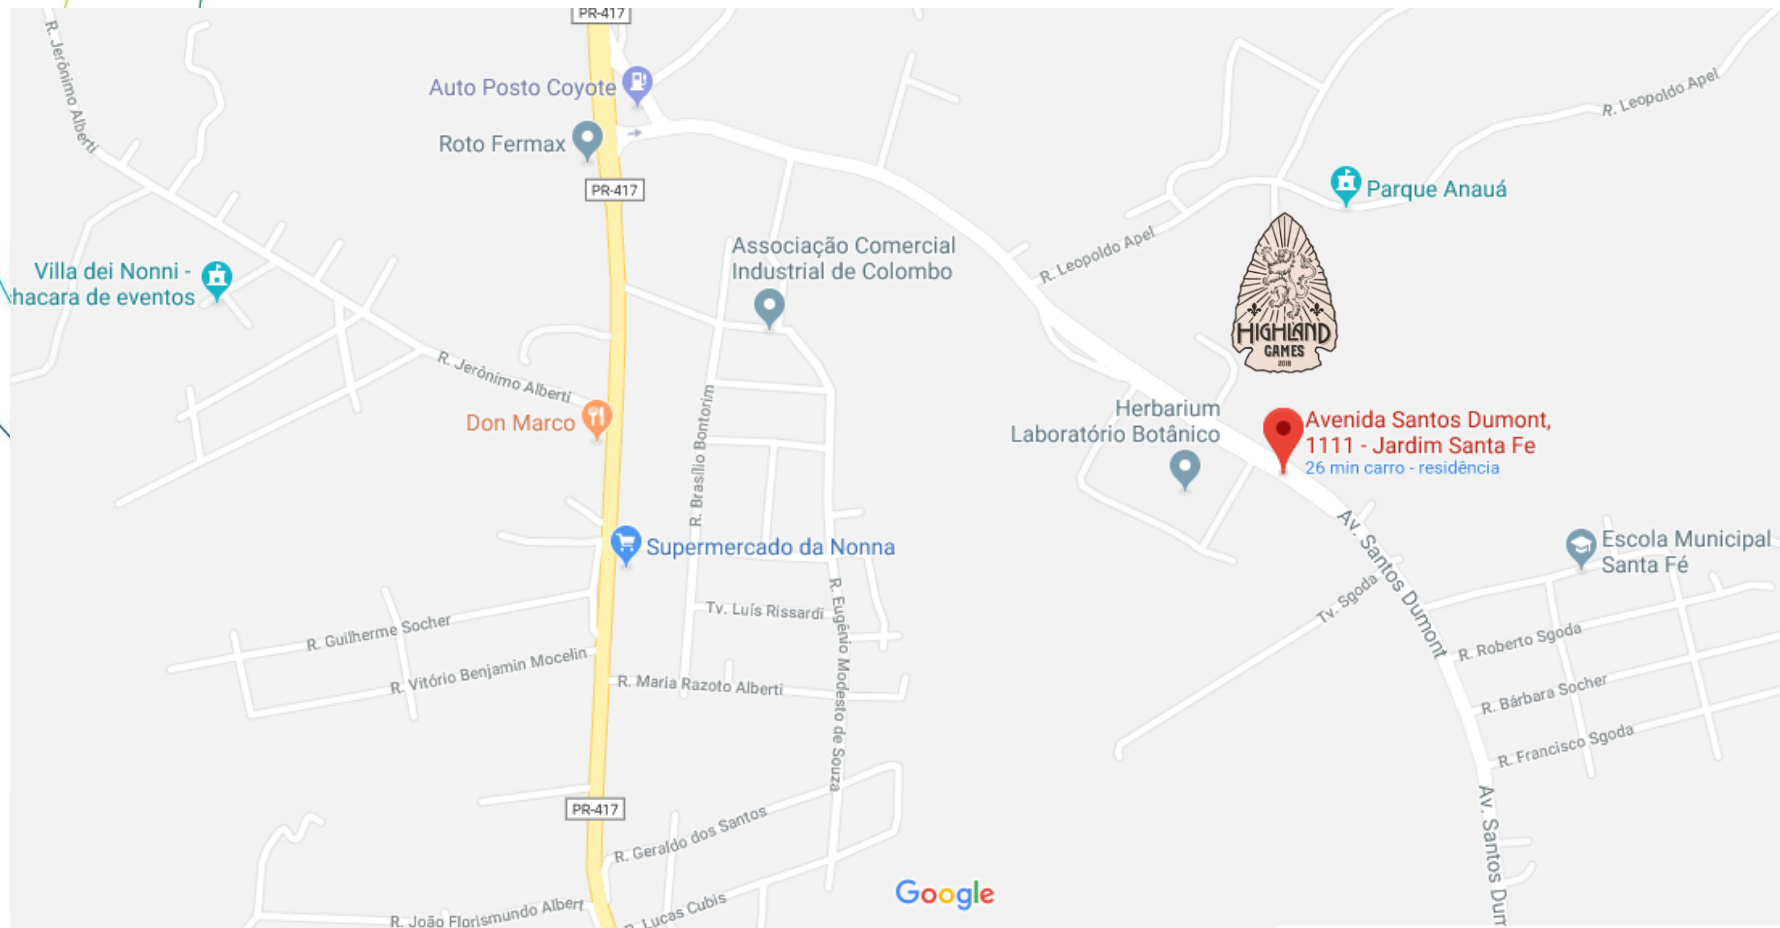 PR-417
R. Jerônimo Alberti
Auto Posto Coyote
R. Leopoldo Apel
Roto Fermax
PR-417
Parque Anauá
Associação Comercial
Industrial de Colombo
R. Leopoldo Apel
Villa dei Nonni -
hacara de eventos
HIGHLAND
GAMES
2018
R. Jerônimo Alberti
Don Marco
R. Brasílio Bontorim
Herbarium
Laboratório Botânico
Avenida Santos Dumont,
1111 - Jardim Santa Fe
26 min carro - residência
Av. Santos Dumont
Supermercado da Nonna
Escola Municipal
Santa Fé
Tv. Sgoda
Tv. Luís Rissardi
R. Eugênio Modesto de Souza
R. Guilherme Socher
R. Roberto Sgoda
R. Vitório Benjamin Mocelin
R. Maria Razoto Alberti
R. Bárbara Socher
R. Francisco Sgoda
PR-417
Av. Santos Dum
R. Geraldo dos Santos
Google
R. João Florismundo Albert
R. Lucas Cubis